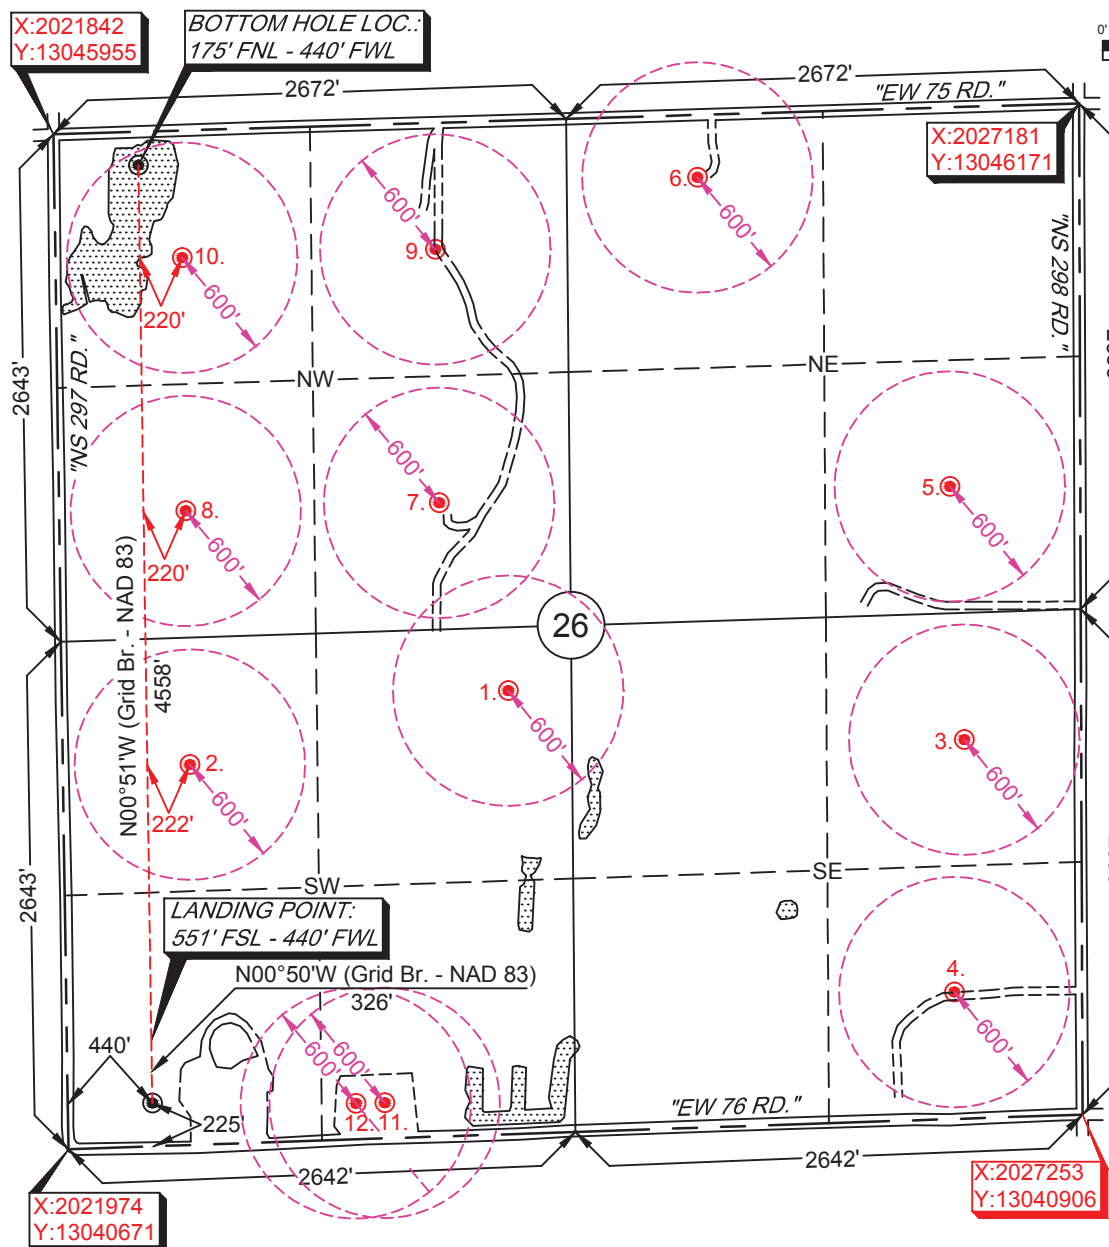 X:2021842
Y:13045955
BOTTOM HOLE LOC.:
175' FNL - 440' FWL
0'
2672'
2672'
"EW 75 RD."
X:2027181
Y:13046171
6.
600'
600'
9.
10.
600'
220'
"NS 298 RD."
2643'
"NS 297 RD."
NW
NE
600'
7.
8.
600'
220'
5.
600'
N00°51'W (Grid Br. - NAD 83)
4558'
26
1.
600'
2.
600'
222'
3.
600'
2643'
SW
SE
LANDING POINT:
551' FSL - 440' FWL
N00°50'W (Grid Br. - NAD 83)
326'
4.
600'
440'
600'
600'
12.
11.
225'
"EW 76 RD."
2642'
2642'
X:2021974
Y:13040671
X:2027253
Y:13040906